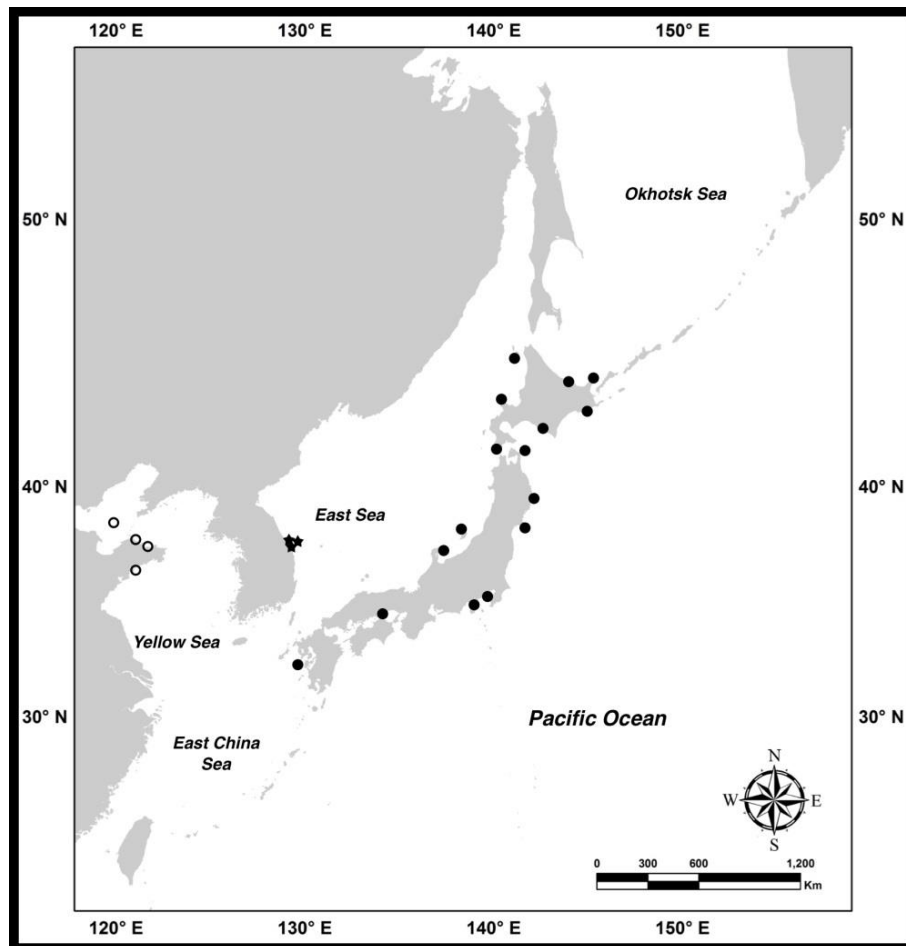 120° E 130° E 140° E 150° E
Okhotsk Sea
50° N 50° N
40° N 40° N
East Sea
Yellow Sea
30° N 30° N
Pacific Ocean
East China
Sea
N
W E
S
0 300 600 1,200
Km
120° E 130° E 140° E 150° E